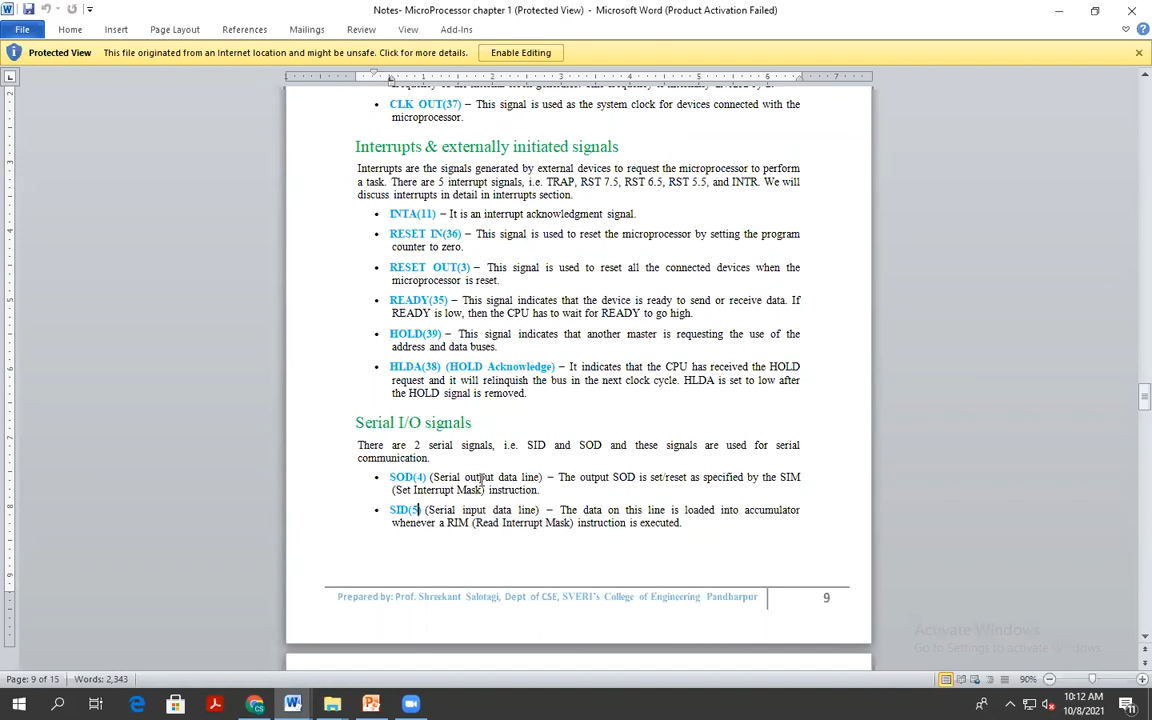 Notes- MicroProcessor chapter 1 (Protected View) - Microsoft Word (Product Activation Failed)
File Home Insert Page Layout References Mailings Review View Add-Ins
Protected View This file originated from an Internet location and might be unsafe. Click for more details. Enable Editing
1 1 2 3 4 5 6 7
• CLK OUT(37) – This signal is used as the system clock for devices connected with the
microprocessor.
Interrupts & externally initiated signals
Interrupts are the signals generated by external devices to request the microprocessor to perform
a task. There are 5 interrupt signals, i.e. TRAP, RST 7.5, RST 6.5, RST 5.5, and INTR. We will
discuss interrupts in detail in interrupts section.
• INTA(11) – It is an interrupt acknowledgment signal.
• RESET IN(36) – This signal is used to reset the microprocessor by setting the program
counter to zero.
• RESET OUT(3) – This signal is used to reset all the connected devices when the
microprocessor is reset.
• READY(35) – This signal indicates that the device is ready to send or receive data. If
READY is low, then the CPU has to wait for READY to go high.
• HOLD(39) – This signal indicates that another master is requesting the use of the
address and data buses.
• HLDA(38) (HOLD Acknowledge) – It indicates that the CPU has received the HOLD
request and it will relinquish the bus in the next clock cycle. HLDA is set to low after
the HOLD signal is removed.
Serial I/O signals
There are 2 serial signals, i.e. SID and SOD and these signals are used for serial
communication.
• SOD(4) (Serial output data line) – The output SOD is set/reset as specified by the SIM
(Set Interrupt Mask) instruction.
• SID(5) (Serial input data line) – The data on this line is loaded into accumulator
whenever a RIM (Read Interrupt Mask) instruction is executed.
Prepared by: Prof. Shreekant Salotagi, Dept of CSE, SVERI's College of Engineering Pandharpur 9
Activate Windows
Go to Settings to activate Windows.
Page: 9 of 15 Words: 2,343 90%
10:12 AM
10/8/2021